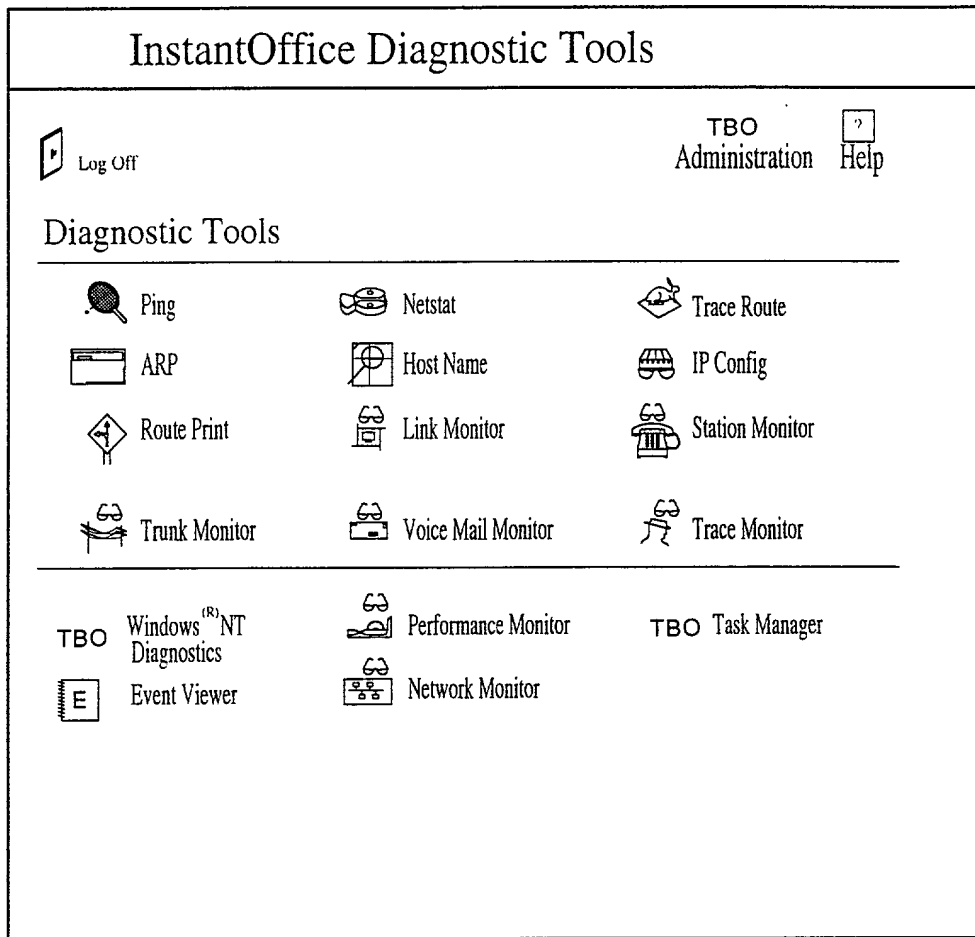 InstantOffice Diagnostic Tools
Log Off
TBO
Administration
?
Help
Diagnostic Tools
Ping
Netstat
Trace Route
ARP
Host Name
IP Config
Route Print
Link Monitor
Station Monitor
Trunk Monitor
Voice Mail Monitor
Trace Monitor
TBO
Windows (R) NT
Diagnostics
Performance Monitor
TBO Task Manager
E
Event Viewer
Network Monitor